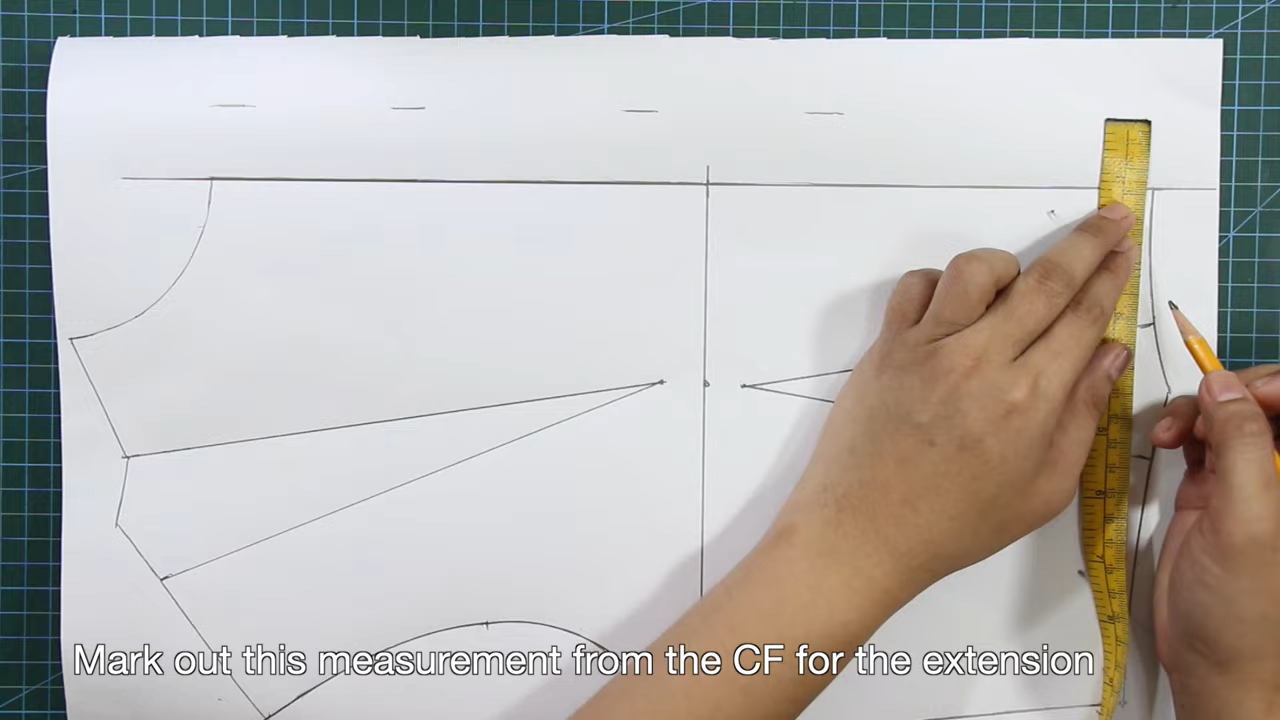 Mark out this measurement from the CF for the extension